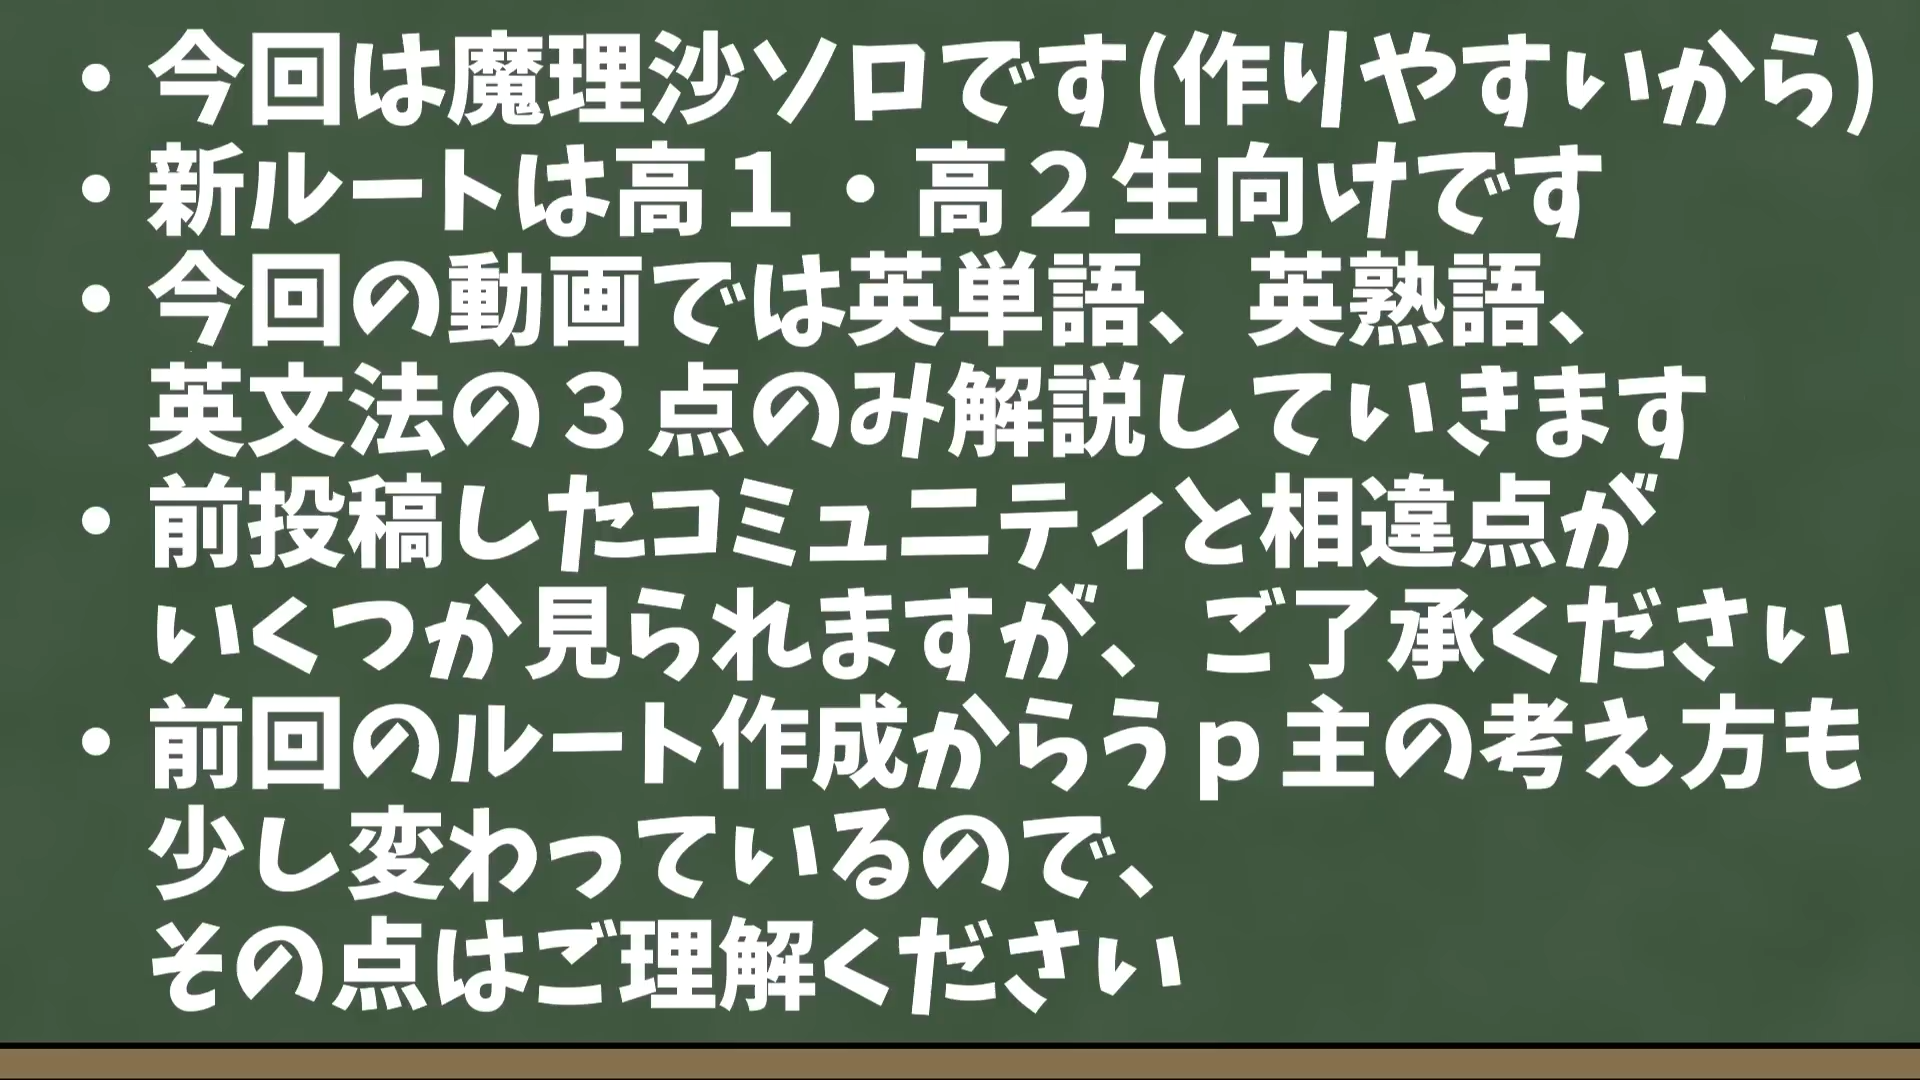 ・今回は魔理沙ソロです(作りやすいから)
・新ルートは高１・高２生向けです
・今回の動画では英単語、英熟語、
英文法の３点のみ解説していきます
・前投稿したコミュニティと相違点が
いくつか見られますが、ご了承ください
・前回のルート作成からうｐ主の考え方も
少し変わっているので、
その点はご理解ください